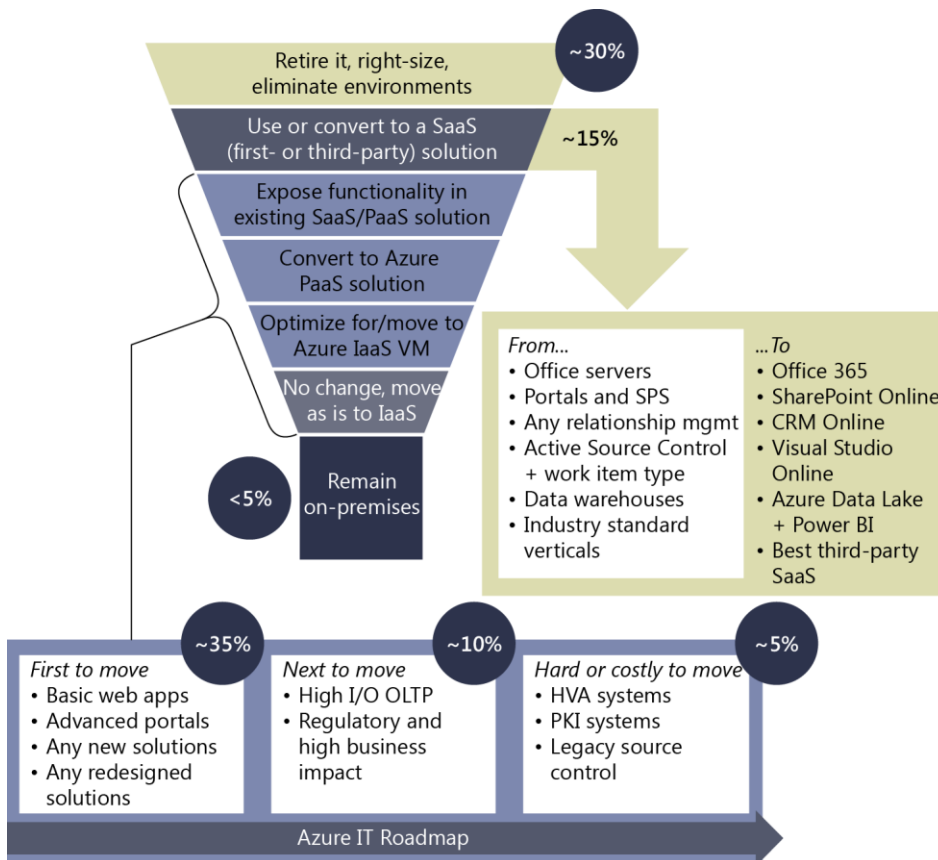 ~30%
Retire it, right-size,
eliminate environments
Use or convert to a SaaS
(first- or third-party) solution
~15%
Expose functionality in
existing SaaS/PaaS solution
Convert to Azure
PaaS solution
Optimize for/move to
Azure IaaS VM
No change, move
as is to IaaS
<5%
Remain
on-premises
From...
• Office servers
• Portals and SPS
• Any relationship mgmt
• Active Source Control
+ work item type
• Data warehouses
• Industry standard
verticals
...To
• Office 365
• SharePoint Online
• CRM Online
• Visual Studio
Online
• Azure Data Lake
+ Power BI
• Best third-party
SaaS
~35%
First to move
• Basic web apps
• Advanced portals
• Any new solutions
• Any redesigned
solutions
~10%
Next to move
• High I/O OLTP
• Regulatory and
high business
impact
~5%
Hard or costly to move
• HVA systems
• PKI systems
• Legacy source
control
Azure IT Roadmap